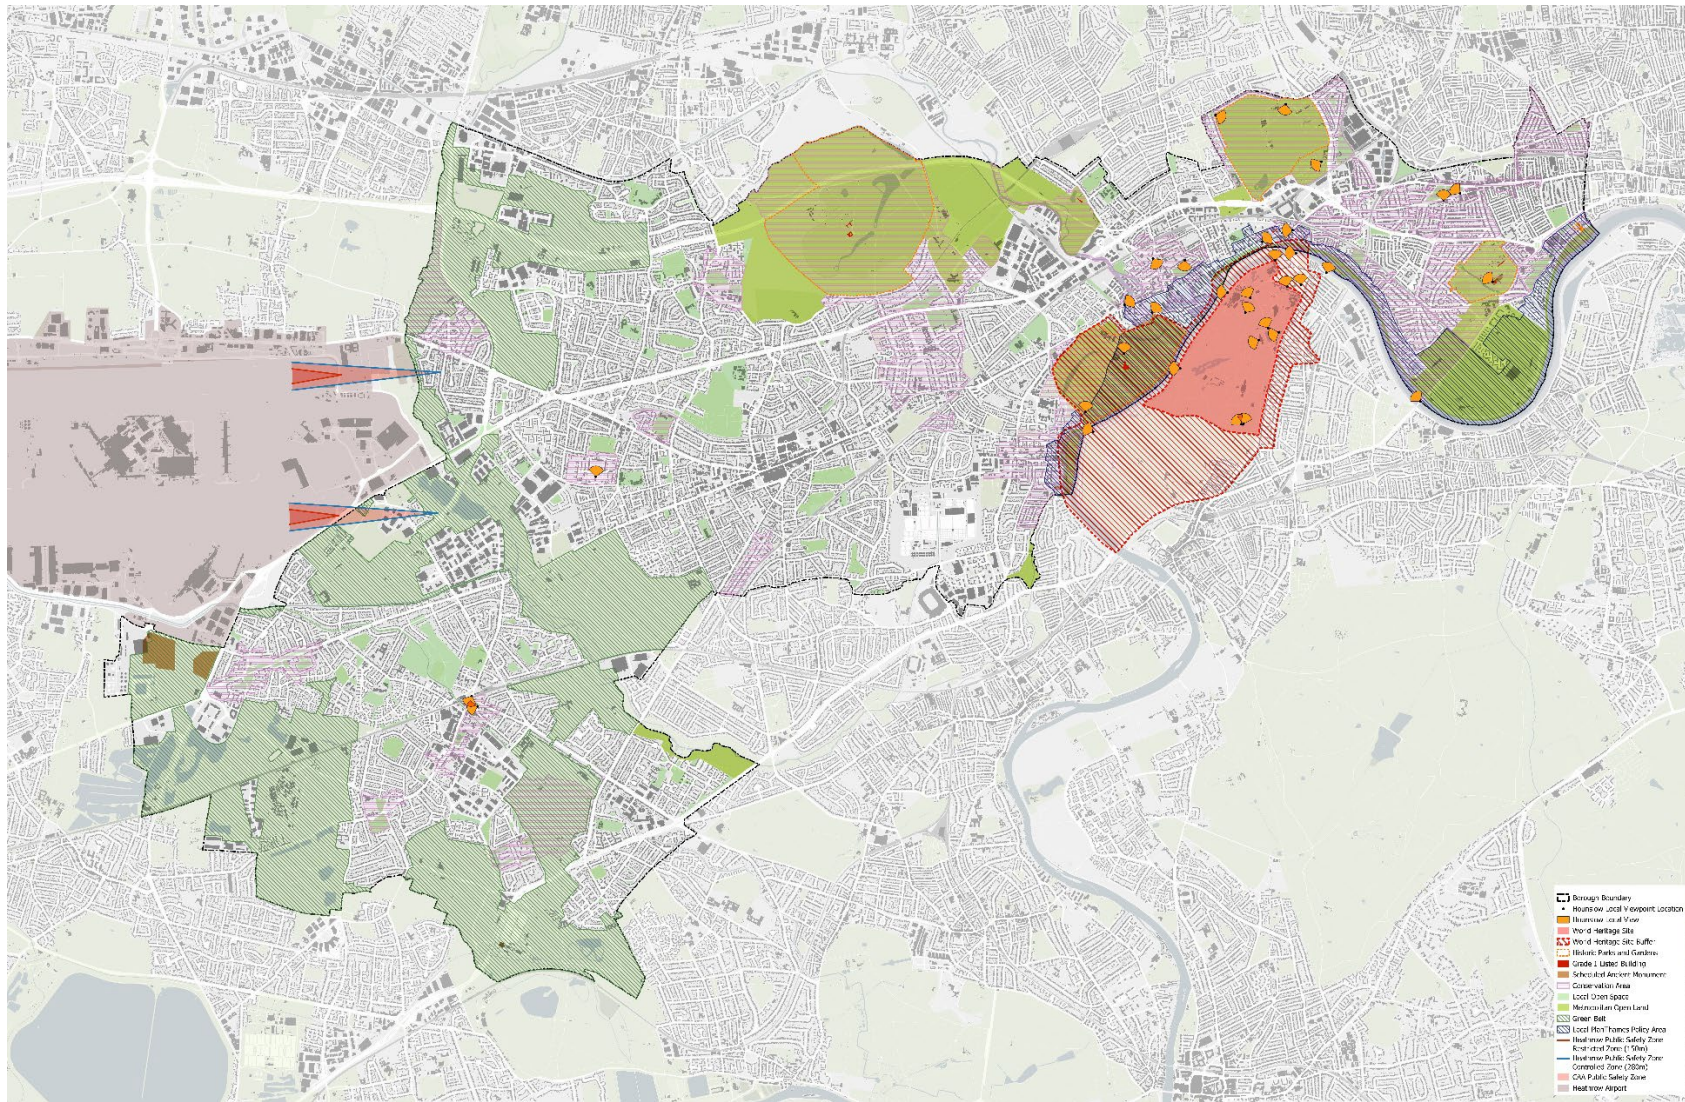 Borough Boundary
Hounslow Local Viewpoint Location
Hounslow Local View
World Heritage Site
World Heritage Site Buffer
Historic Parks and Gardens
Grade I Listed Building
Scheduled Ancient Monument
Conservation Area
Local Open Space
Metropolitan Open Land
Green Belt
Local Plan Thames Policy Area
Heathrow Public Safety Zone
Restricted Zone (150m)
Heathrow Public Safety Zone
Controlled Zone (280m)
CAA Public Safety Zone
Heathrow Airport